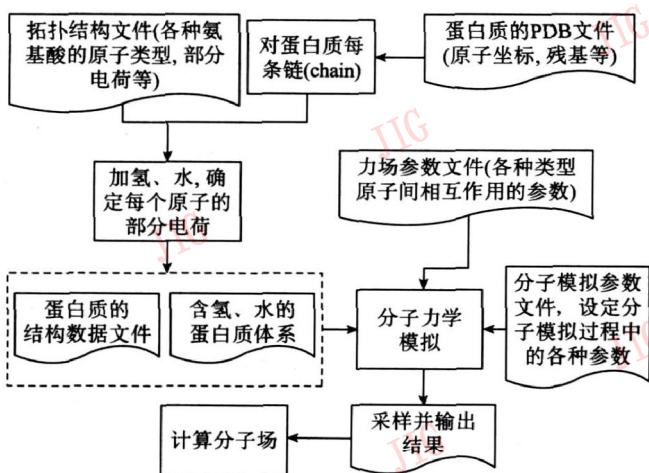 拓扑结构文件(各种氨
基酸的原子类型, 部分
电荷等)
对蛋白质每
条链(chain)
蛋白质的PDB文件
(原子坐标, 残基等)
JIG
JIG
加氢、水, 确
定每个原子的
部分电荷
JIG
力场参数文件(各种类型
原子间相互作用的参数)
蛋白质的
结构数据文件
含氢、水的
蛋白质体系
分子力学
模拟
分子模拟参数
文件, 设定分
子模拟过程中
的各种参数
JIG
计算分子场
采样并输出
结果
JIG